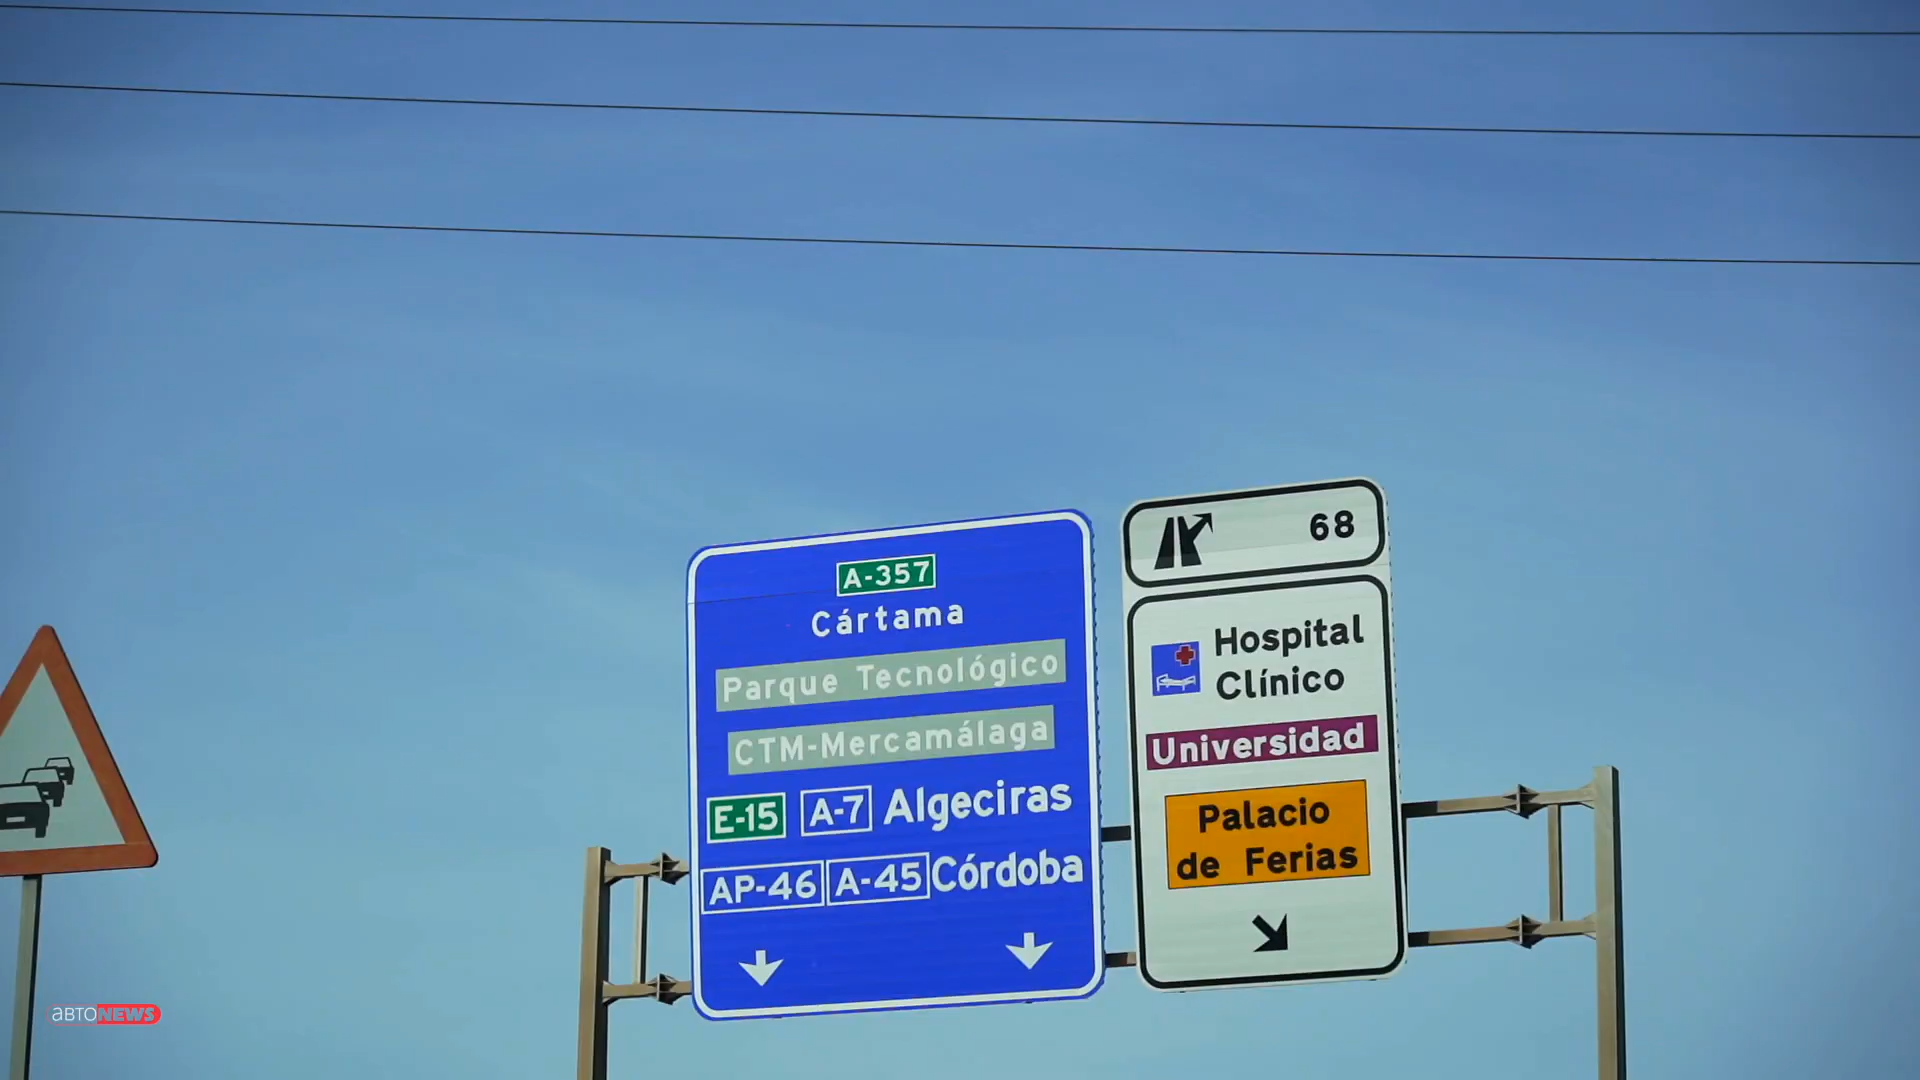 A-357
Cártama
Parque Tecnológico
CTM-Mercamálaga
E-15 A-7 Algeciras
AP-46 A-45 Córdoba
68
Hospital
Clínico
Universidad
Palacio
de Ferias
автоNEWS